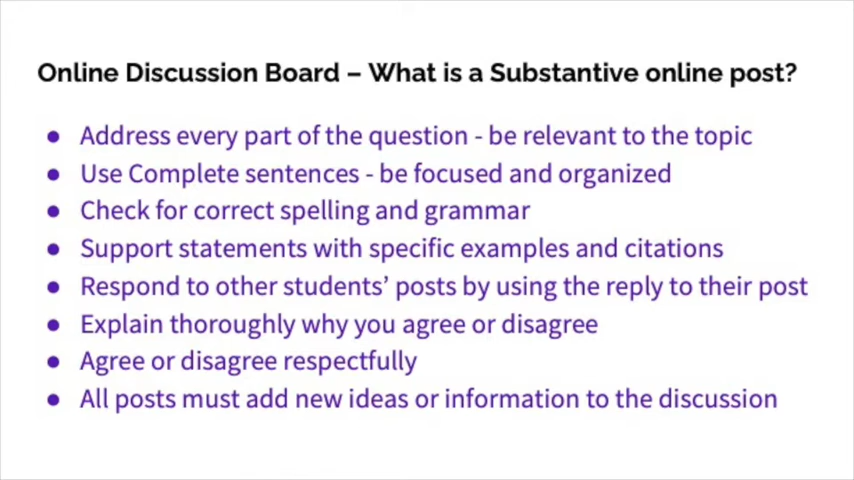 Online Discussion Board – What is a Substantive online post?
● Address every part of the question - be relevant to the topic
● Use Complete sentences - be focused and organized
● Check for correct spelling and grammar
● Support statements with specific examples and citations
● Respond to other students’ posts by using the reply to their post
● Explain thoroughly why you agree or disagree
● Agree or disagree respectfully
● All posts must add new ideas or information to the discussion